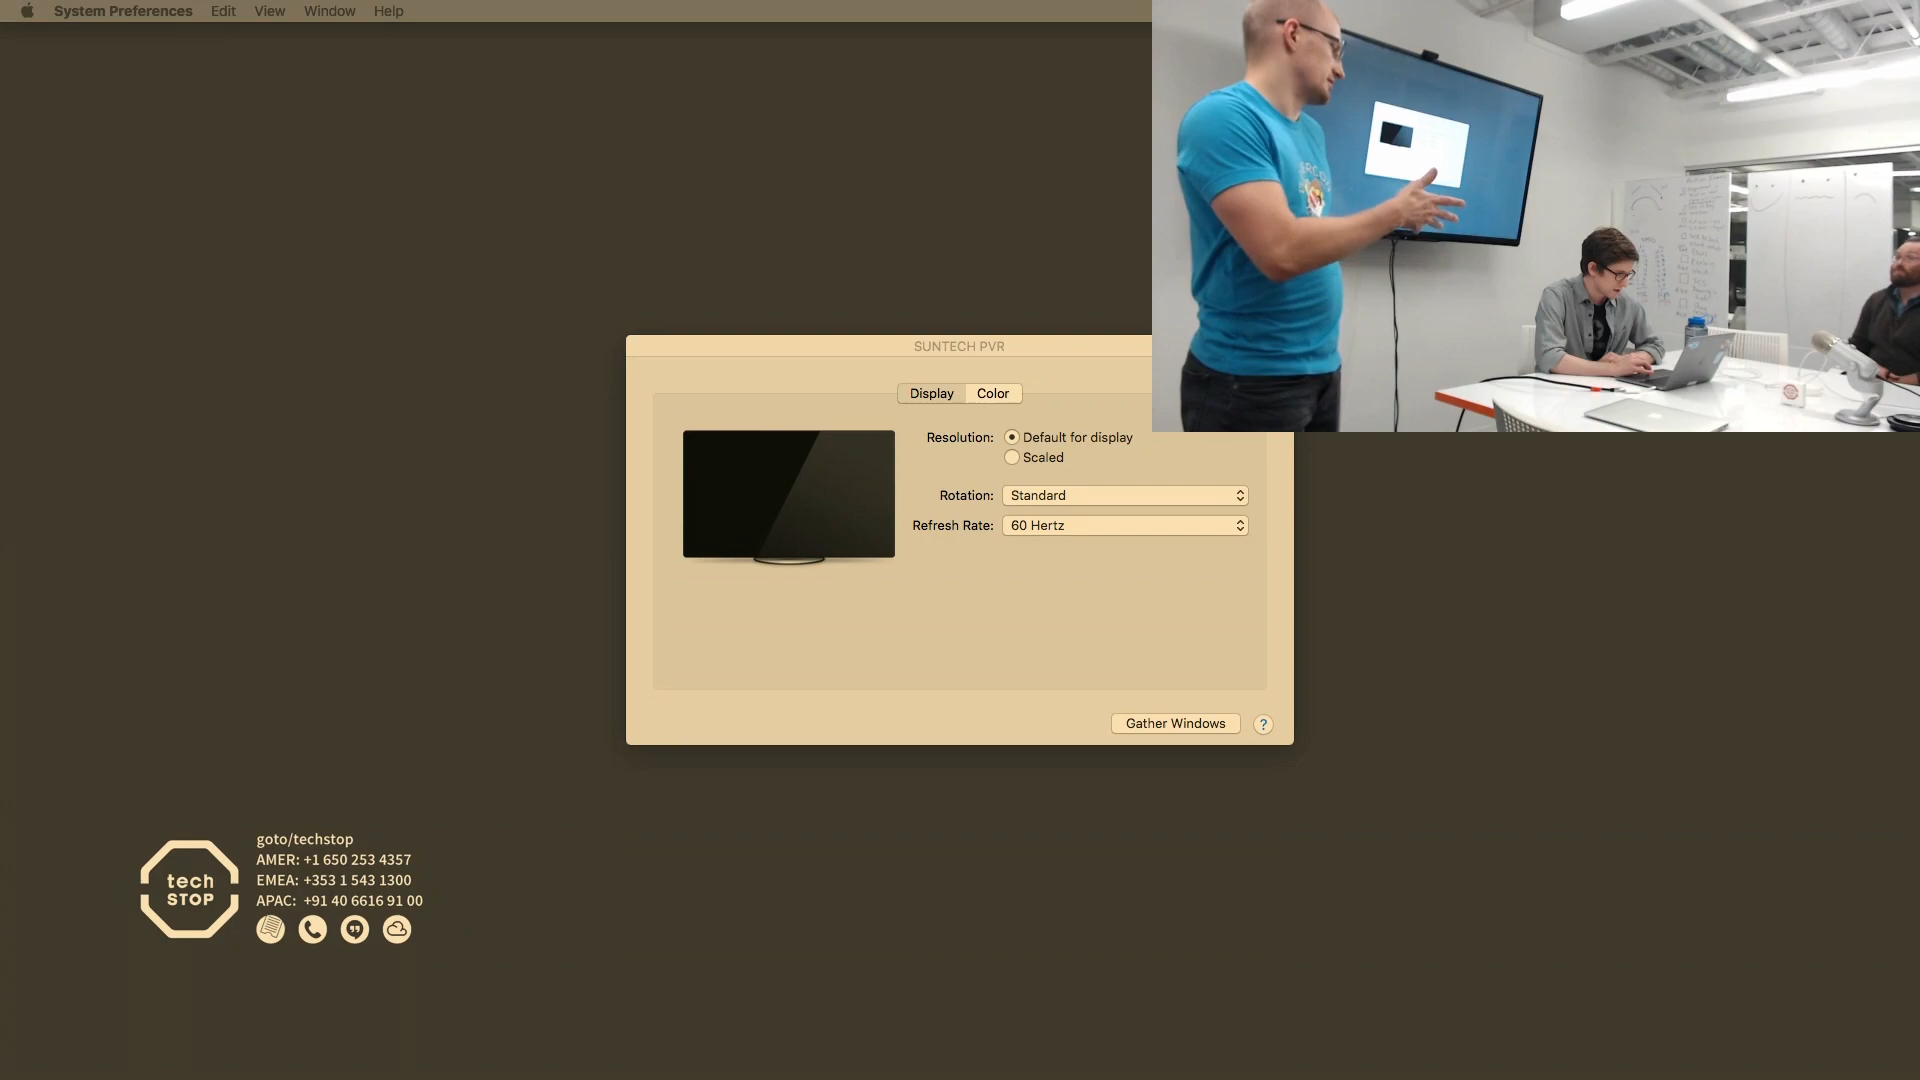 System Preferences Edit View Window Help
SUNTECH PVR
Display Color
Resolution: Default for display
Scaled
Rotation: Standard
Refresh Rate: 60 Hertz
Gather Windows ?
tech
STOP
goto/techstop
AMER: +1 650 253 4357
EMEA: +353 1 543 1300
APAC: +91 40 6616 91 00